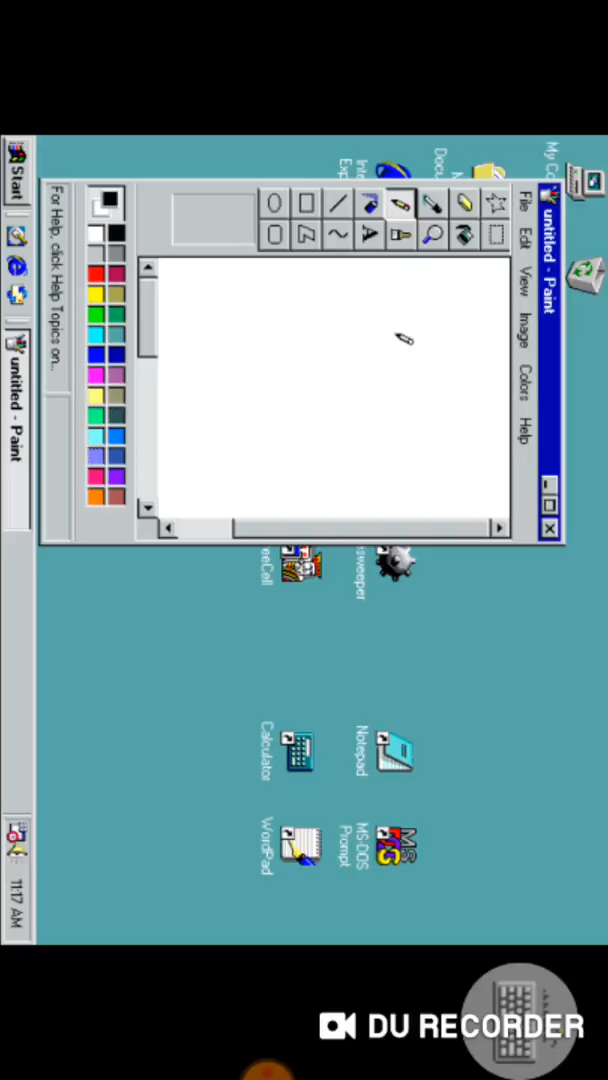 My Co
Docu
N
Inte
Exp
untitled - Paint
File Edit View Image Colors Help
A
For Help, click Help Topics on...
eeCell
sweeper
Calculator
Notepad
WordPad
MS-DOS
Prompt
MS
Start
untitled - Paint
11:17 AM
DU RECORDER